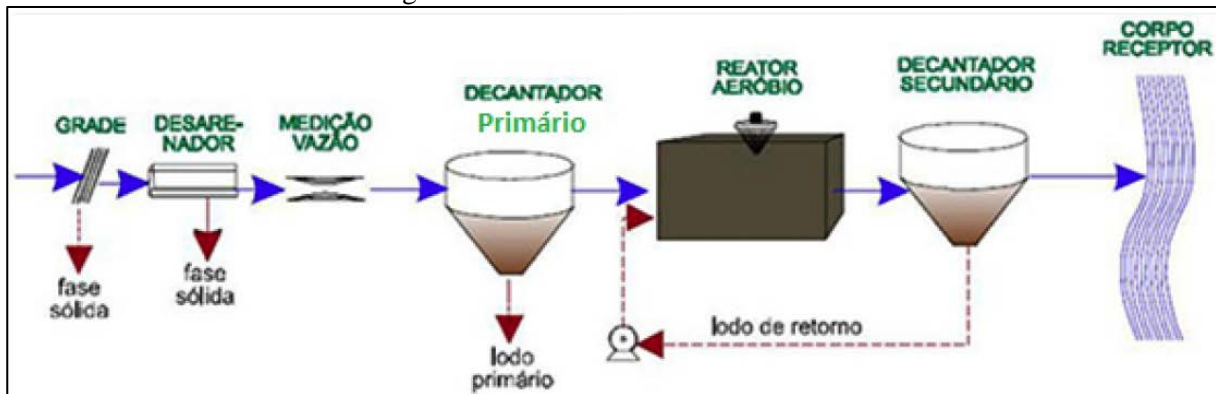 GRADE
DESARE-
NADOR
MEDIÇÃO
VAZÃO
DECANTADOR
Primário
REATOR
AERÓBIO
DECANTADOR
SECUNDÁRIO
CORPO
RECEPTOR
fase
sólida
fase
sólida
lodo
primário
lodo de retorno